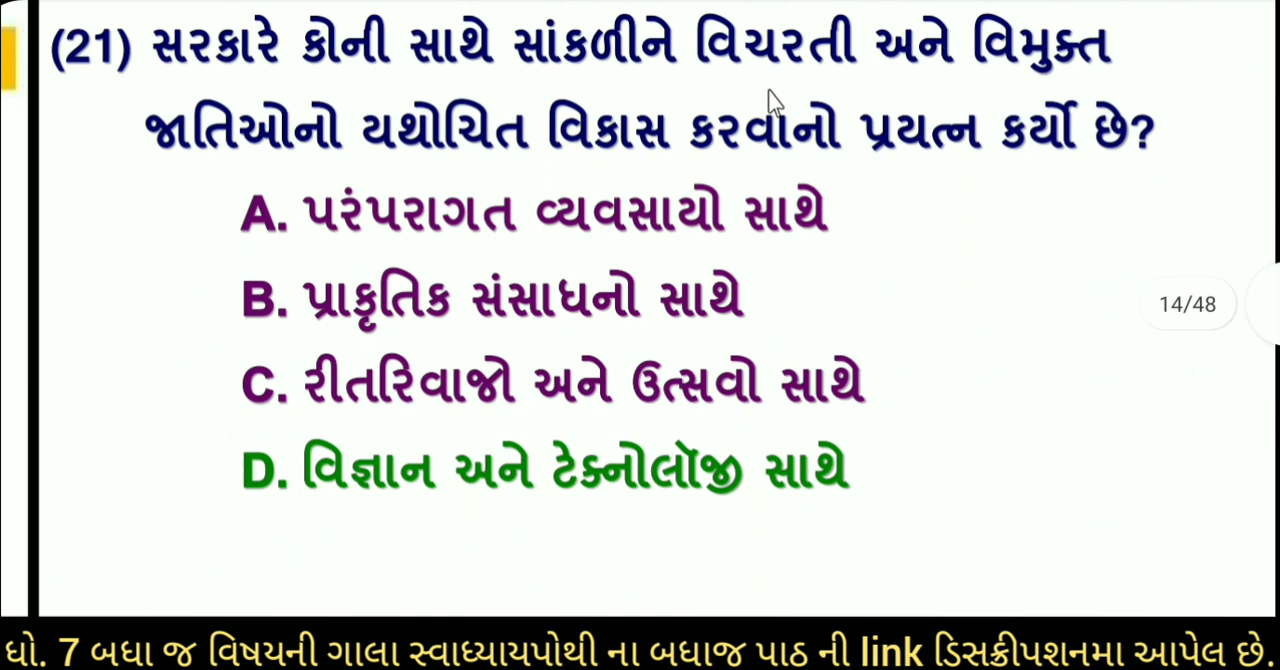 (21) સરકારે કોની સાથે સાંકળીને વિચરતી અને વિમુક્ત
જાતિઓનો યથોચિત વિકાસ કરવાનો પ્રયત્ન કર્યો છે?
A. પરંપરાગત વ્યવસાયો સાથે
B. પ્રાકૃતિક સંસાધનો સાથે
14/48
C. રીતરિવાજો અને ઉત્સવો સાથે
D. વિજ્ઞાન અને ટેક્નોલૉજી સાથે
ધો. 7 બધા જ વિષયની ગાલા સ્વાધ્યાયપોથી ના બધાજ પાઠ ની link ડિસક્રીપશનમા આપેલ છે.